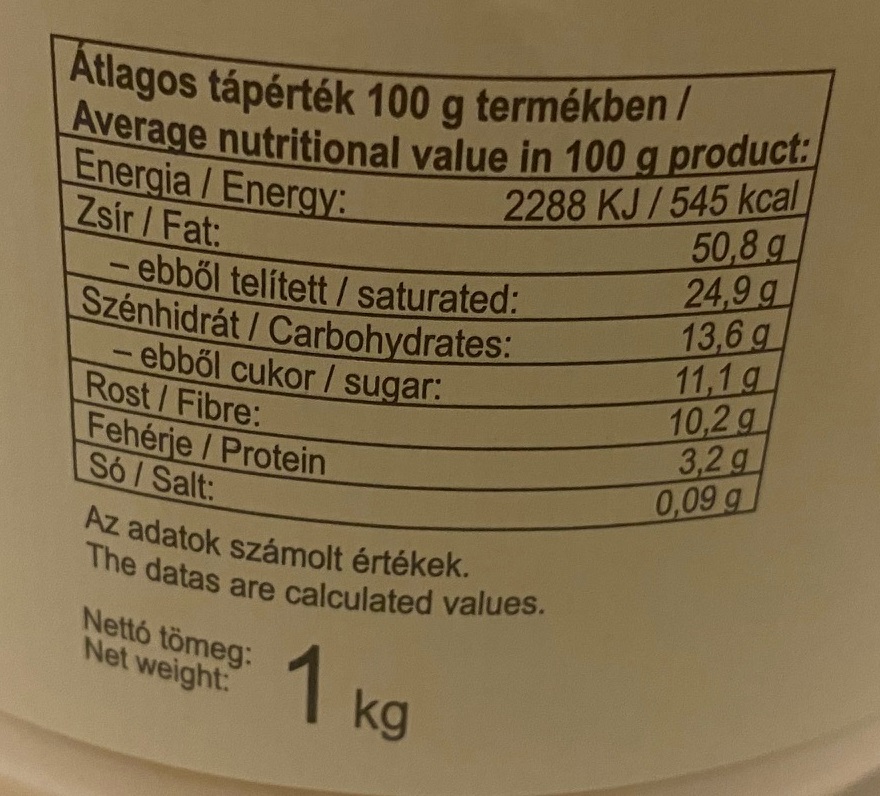 Átlagos tápérték 100 g termékben /
Average nutritional value in 100 g product:
Energia / Energy: 2288 KJ / 545 kcal
Zsír / Fat: 50,8 g
– ebből telített / saturated: 24,9 g
Szénhidrát / Carbohydrates: 13,6 g
– ebből cukor / sugar: 11,1 g
Rost / Fibre: 10,2 g
Fehérje / Protein 3,2 g
Só / Salt: 0,09 g
Az adatok számolt értékek.
The datas are calculated values.
Nettó tömeg:
Net weight: 1 kg